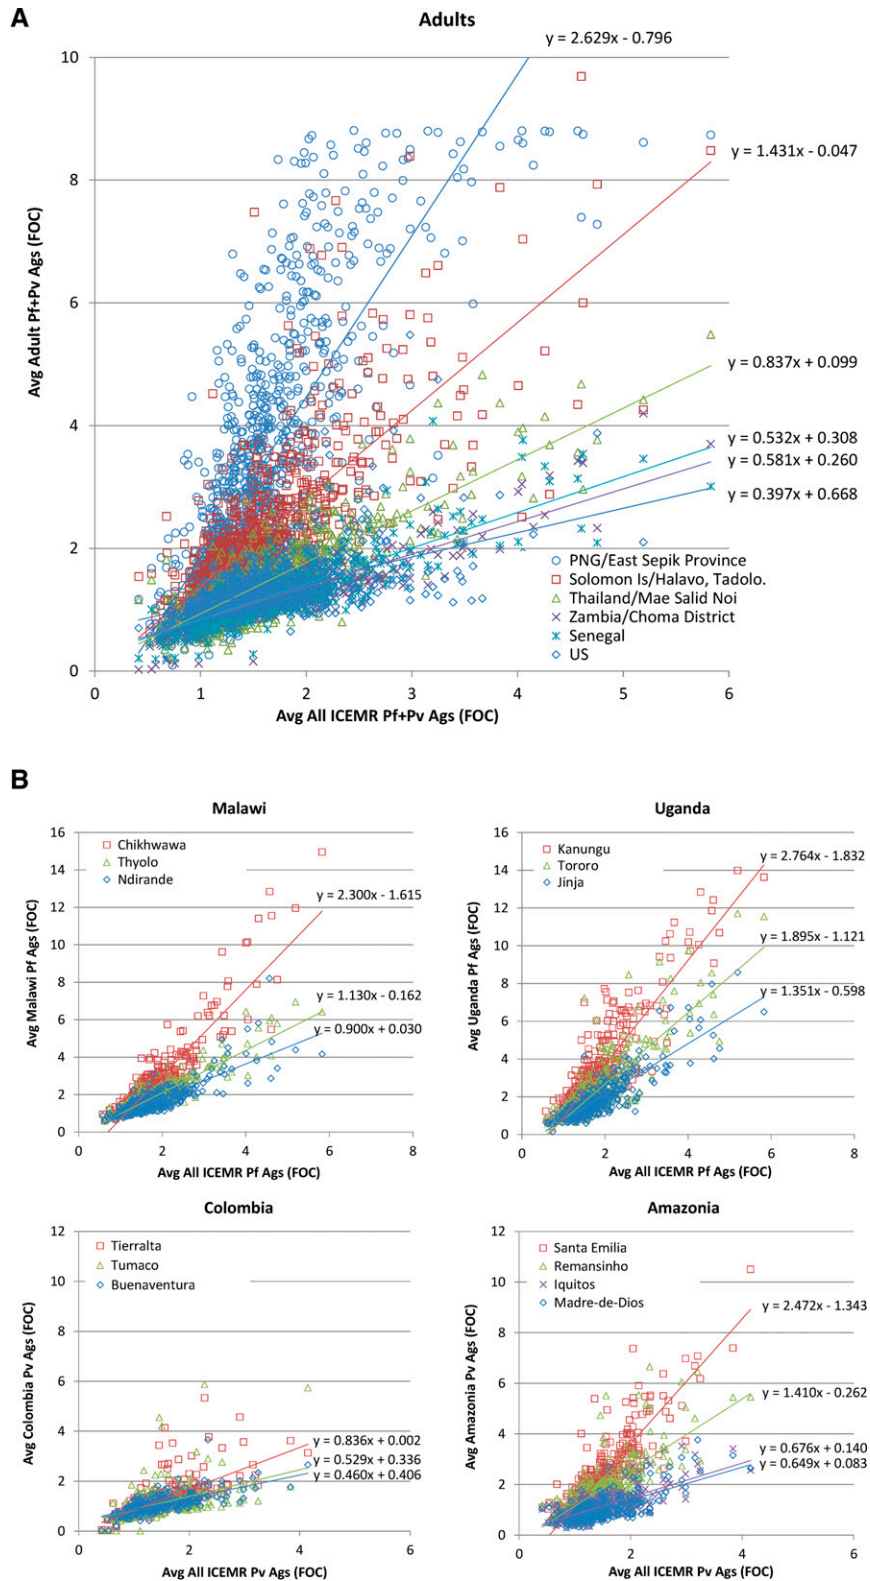 A
Adults
y = 2.629x - 0.796
10
y = 1.431x - 0.047
8
Avg Adult Pf+Pv Ags (FOC)
6
y = 0.837x + 0.099
4
y = 0.532x + 0.308
y = 0.581x + 0.260
y = 0.397x + 0.668
2
PNG/East Sepik Province
Solomon Is/Halavo, Tadolo.
Thailand/Mae Salid Noi
Zambia/Choma District
Senegal
US
0
0 1 2 3 4 5 6
Avg All ICEMR Pf+Pv Ags (FOC)
B
Malawi
16
14
12
10
8
6
4
2
0
Avg Malawi Pf Ags (FOC)
Chikhwawa
Thyolo
Ndirande
y = 2.300x - 1.615
y = 1.130x - 0.162
y = 0.900x + 0.030
0 2 4 6 8
Avg All ICEMR Pf Ags (FOC)
Uganda
16
14
12
10
8
6
4
2
0
Avg Uganda Pf Ags (FOC)
Kanungu
Tororo
Jinja
y = 2.764x - 1.832
y = 1.895x - 1.121
y = 1.351x - 0.598
0 2 4 6 8
Avg All ICEMR Pf Ags (FOC)
Colombia
12
10
8
6
4
2
0
Avg Colombia Pv Ags (FOC)
Tierralta
Tumaco
Buenaventura
y = 0.836x + 0.002
y = 0.529x + 0.336
y = 0.460x + 0.406
0 2 4 6
Avg All ICEMR Pv Ags (FOC)
Amazonia
12
10
8
6
4
2
0
Avg Amazonia Pv Ags (FOC)
Santa Emilia
Remansinho
Iquitos
Madre-de-Dios
y = 2.472x - 1.343
y = 1.410x - 0.262
y = 0.676x + 0.140
y = 0.649x + 0.083
0 2 4 6
Avg All ICEMR Pv Ags (FOC)